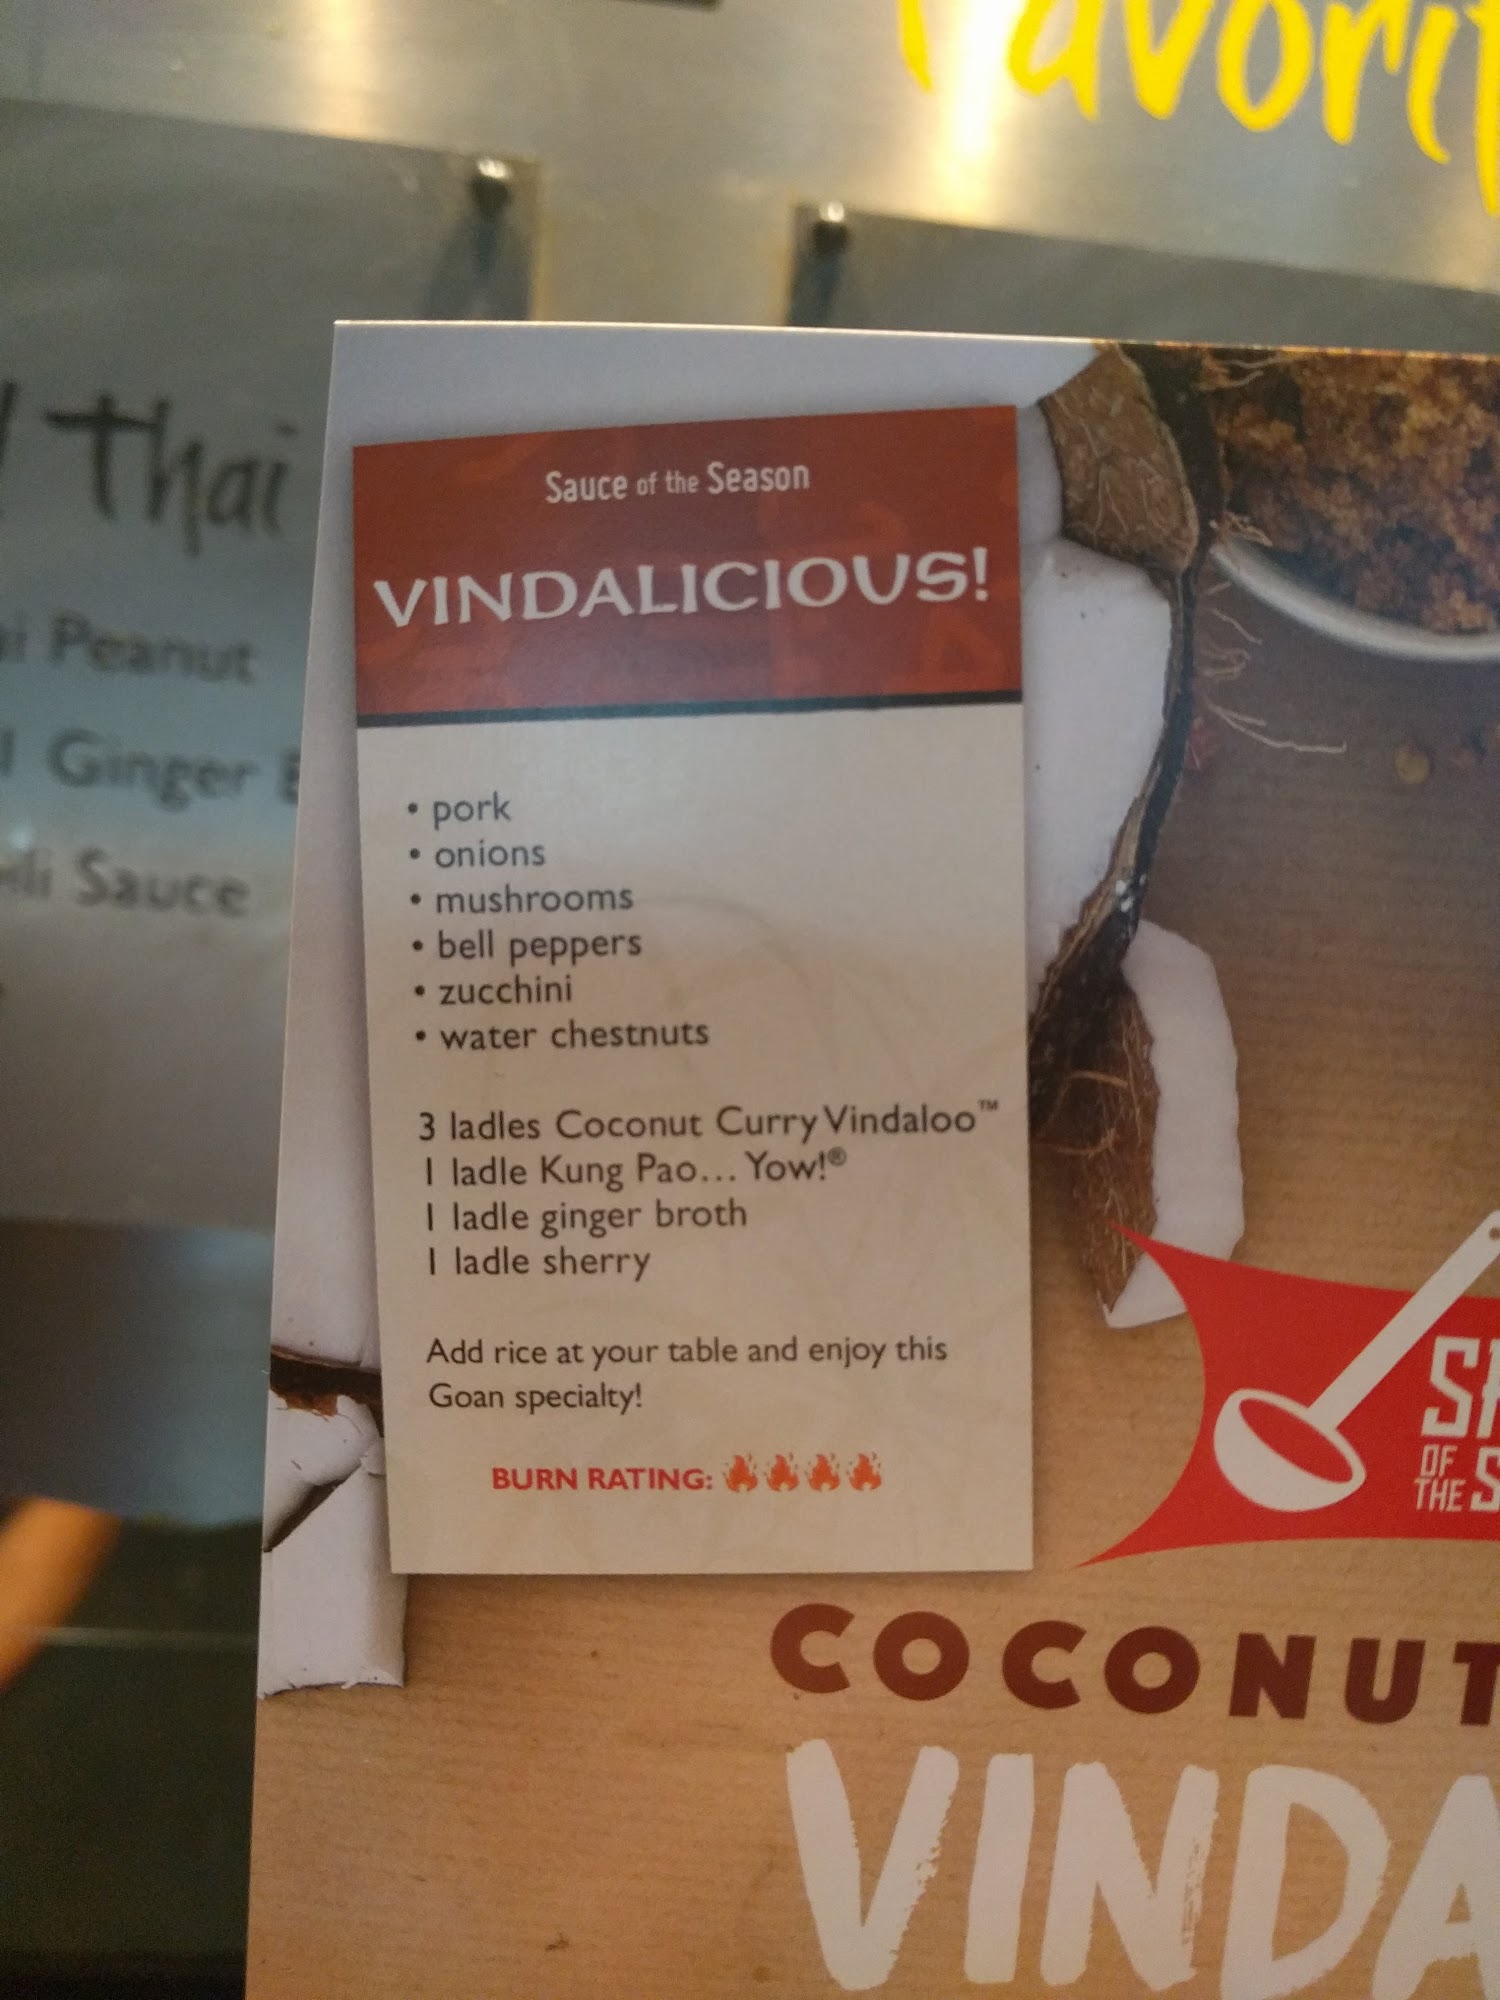 Favorit
Thai
Peanut
Ginger
Sauce
Sauce of the Season
VINDALICIOUS!
• pork
• onions
• mushrooms
• bell peppers
• zucchini
• water chestnuts
3 ladles Coconut Curry Vindaloo™
1 ladle Kung Pao... Yow!®
1 ladle ginger broth
1 ladle sherry
Add rice at your table and enjoy this
Goan specialty!
BURN RATING:
OF
THE
COCONUT
VINDA